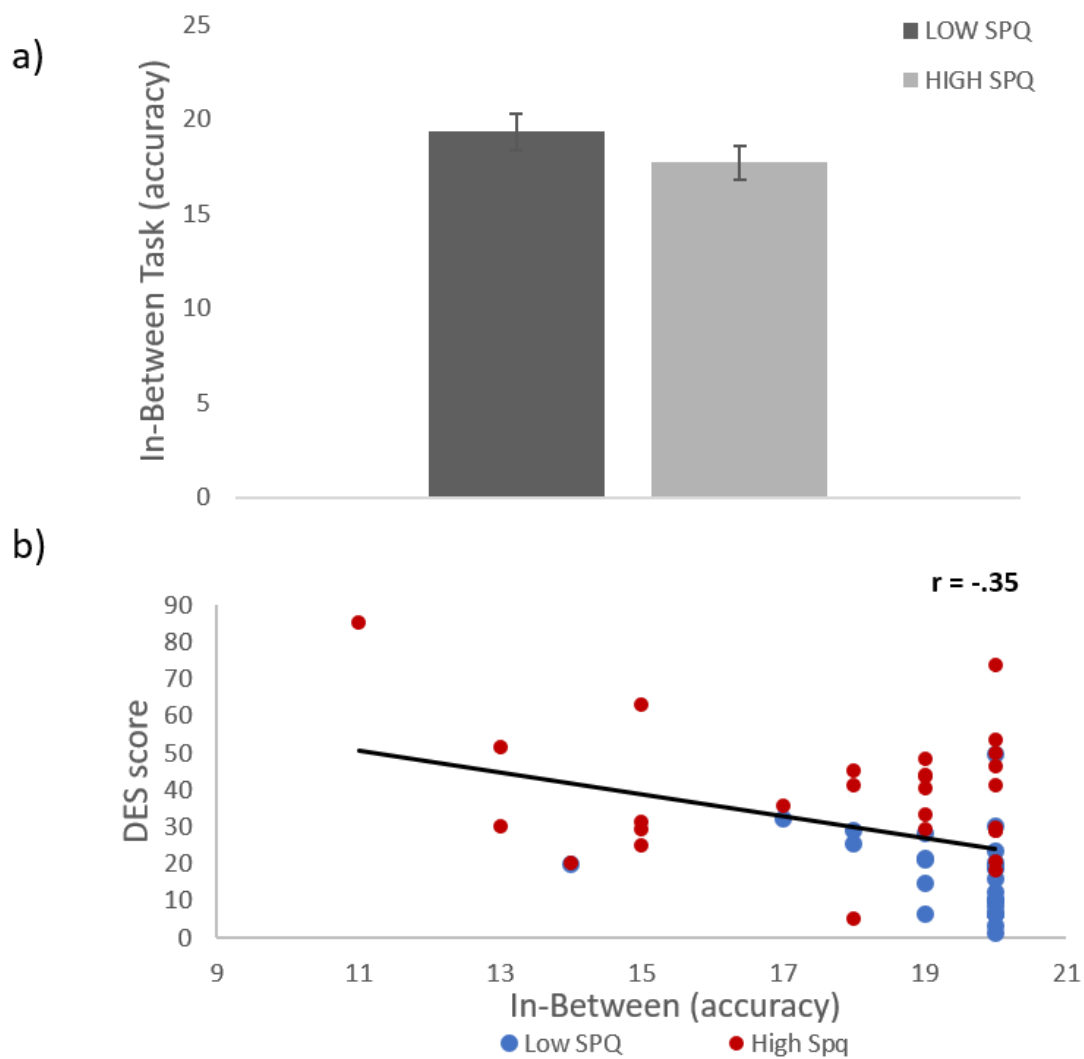 a)
In-Between Task (accuracy)
25
20
15
10
5
0
LOW SPQ
HIGH SPQ
b)
r = -.35
DES score
90
80
70
60
50
40
30
20
10
0
9 11 13 15 17 19 21
In-Between (accuracy)
Low SPQ High Spq